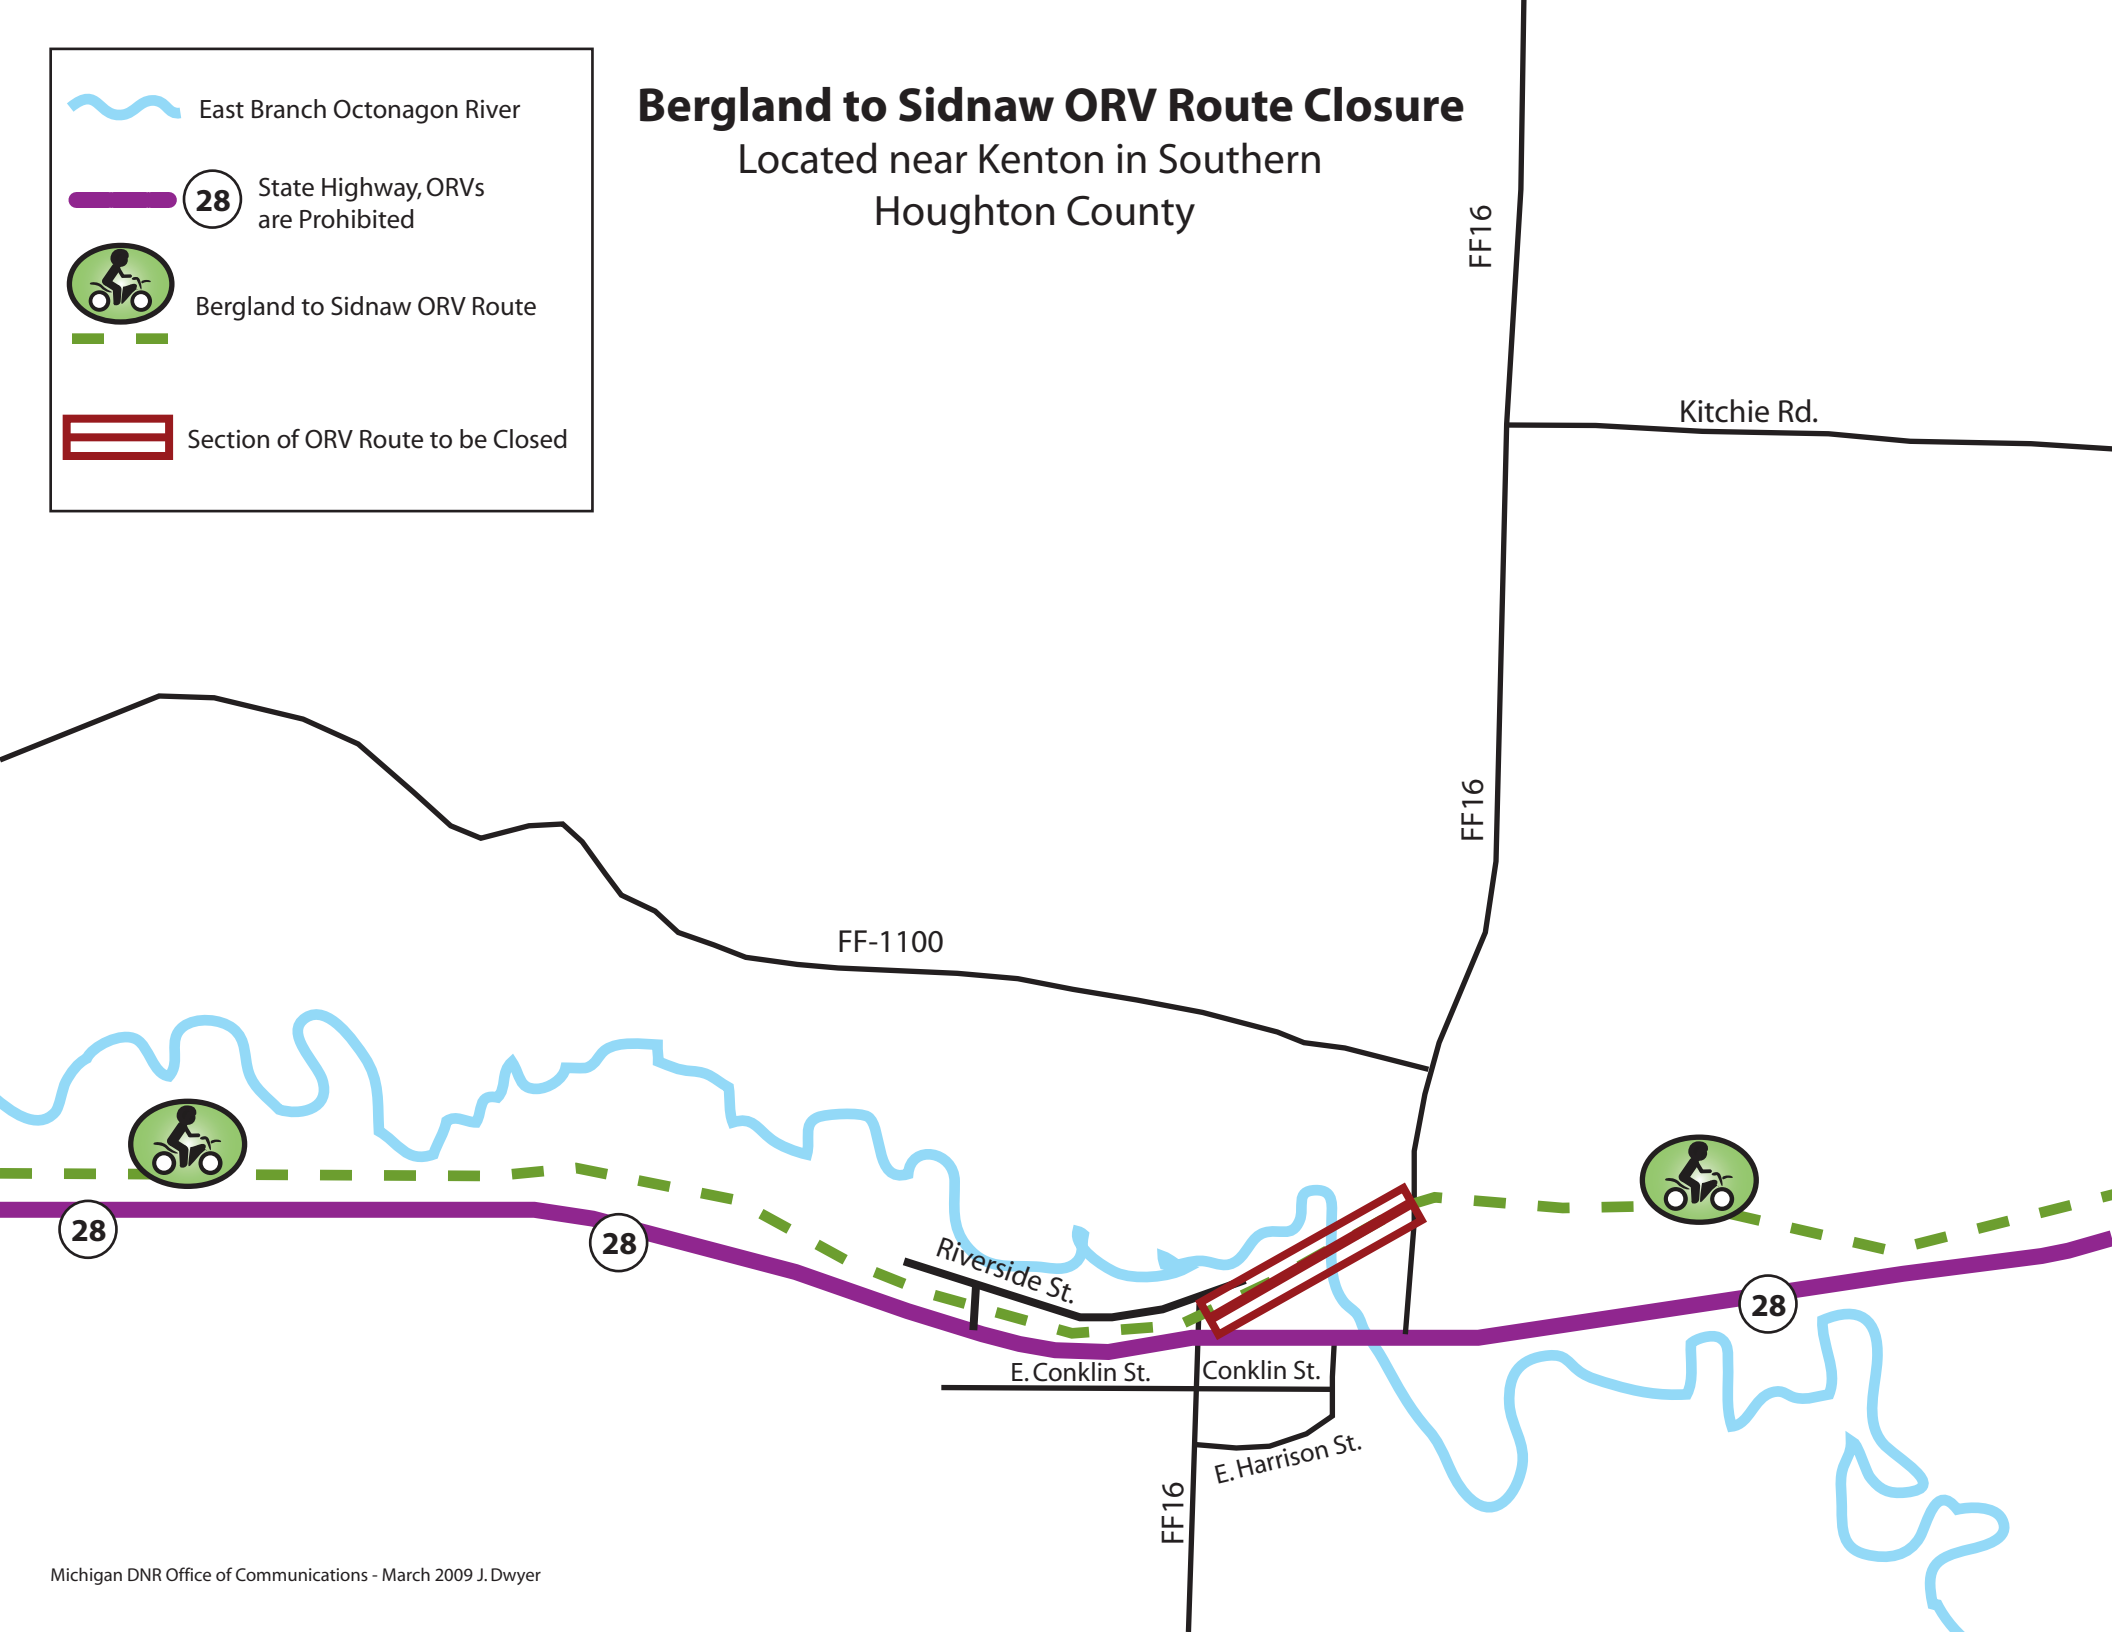 East Branch Octonagon River
28
State Highway, ORVs
are Prohibited
Bergland to Sidnaw ORV Route
Section of ORV Route to be Closed
Bergland to Sidnaw ORV Route Closure
Located near Kenton in Southern
Houghton County
FF16
Kitchie Rd.
FF16
FF-1100
28
28
Riverside St.
28
E. Conklin St.
Conklin St.
E. Harrison St.
FF16
Michigan DNR Office of Communications - March 2009 J. Dwyer